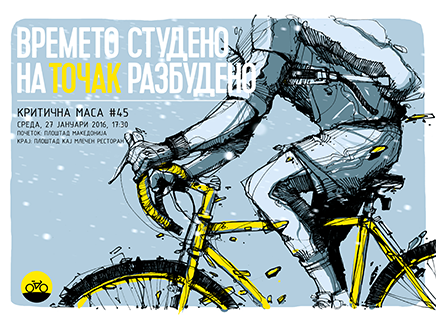 ВРЕМЕТО СТУДЕНО
НА ТОЧАК РАЗБУДЕНО
КРИТИЧНА МАСА #45
СРЕДА, 27 ЈАНУАРИ 2016, 17:30
ПОЧЕТОК: ПЛОШТАД МАКЕДОНИЈА
КРАЈ: ПЛОШТАД КАЈ МЛЕЧЕН РЕСТОРАН